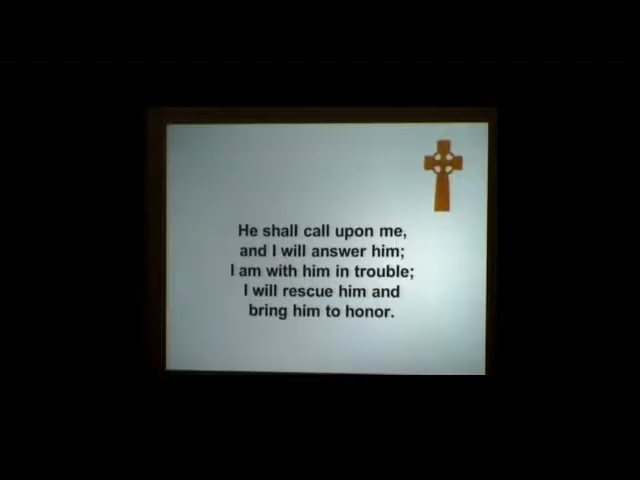 He shall call upon me,
and I will answer him;
I am with him in trouble;
I will rescue him and
bring him to honor.